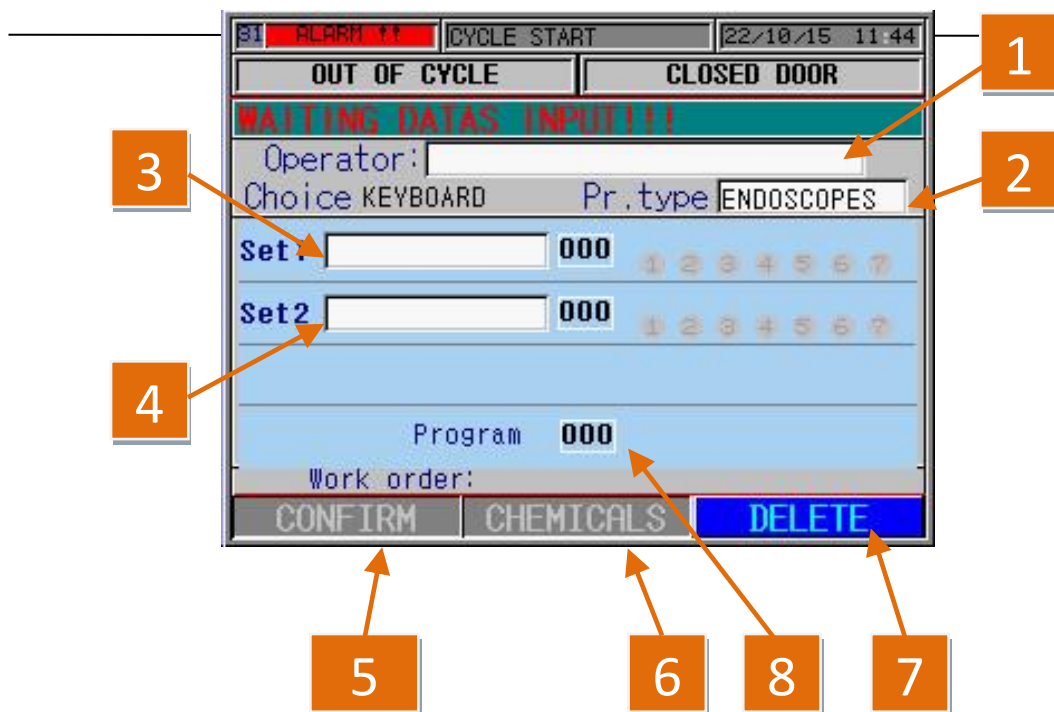 31 ALARM !! CYCLE START 22/10/15 11:44
OUT OF CYCLE CLOSED DOOR
WAITING DATAS INPUT!!!
1
Operator:
3
2
Choice KEYBOARD Pr.type ENDOSCOPES
Set1 000 1 2 3 4 5 6 7
Set2 000 1 2 3 4 5 6 7
4
Program 000
Work order:
CONFIRM CHEMICALS DELETE
5 6 8 7